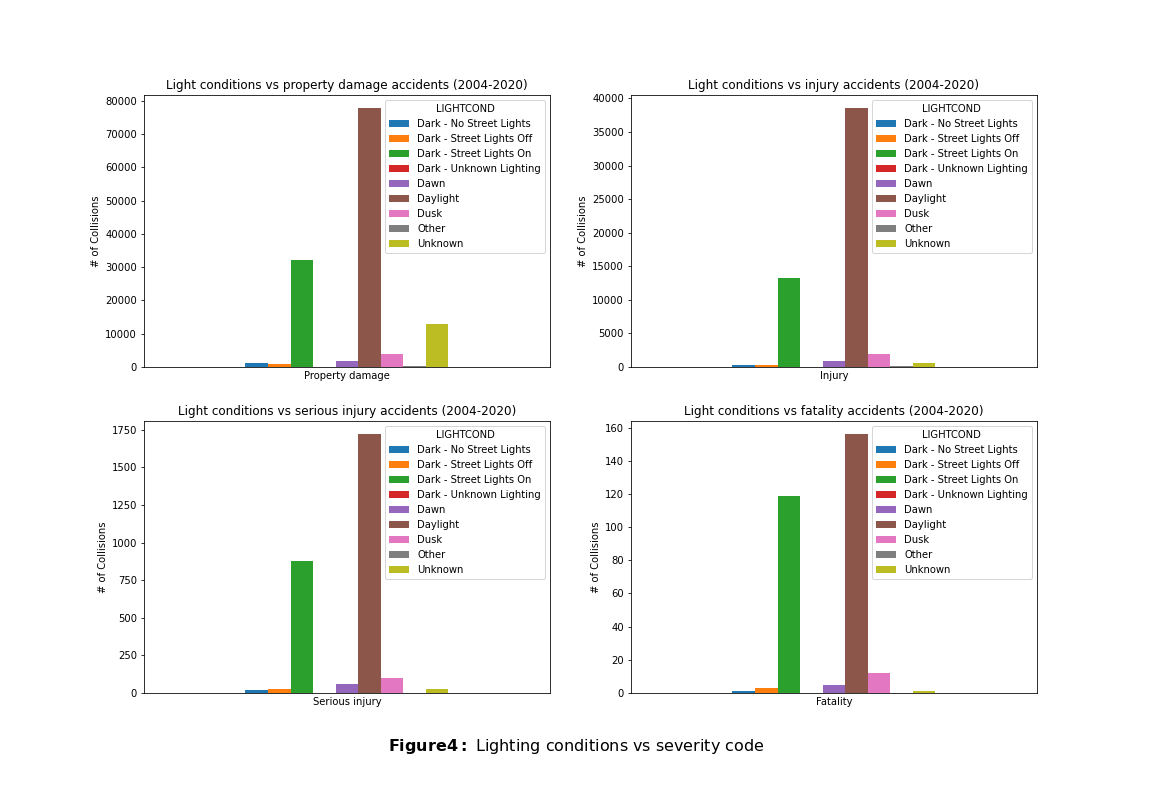 Light conditions vs property damage accidents (2004-2020)
80000
70000
60000
50000
40000
30000
20000
10000
0
# of Collisions
Property damage
LIGHTCOND
Dark - No Street Lights
Dark - Street Lights Off
Dark - Street Lights On
Dark - Unknown Lighting
Dawn
Daylight
Dusk
Other
Unknown
Light conditions vs injury accidents (2004-2020)
40000
35000
30000
25000
20000
15000
10000
5000
0
# of Collisions
Injury
LIGHTCOND
Dark - No Street Lights
Dark - Street Lights Off
Dark - Street Lights On
Dark - Unknown Lighting
Dawn
Daylight
Dusk
Other
Unknown
Light conditions vs serious injury accidents (2004-2020)
1750
1500
1250
1000
750
500
250
0
# of Collisions
Serious injury
LIGHTCOND
Dark - No Street Lights
Dark - Street Lights Off
Dark - Street Lights On
Dark - Unknown Lighting
Dawn
Daylight
Dusk
Other
Unknown
Light conditions vs fatality accidents (2004-2020)
160
140
120
100
80
60
40
20
0
# of Collisions
Fatality
LIGHTCOND
Dark - No Street Lights
Dark - Street Lights Off
Dark - Street Lights On
Dark - Unknown Lighting
Dawn
Daylight
Dusk
Other
Unknown
Figure4: Lighting conditions vs severity code